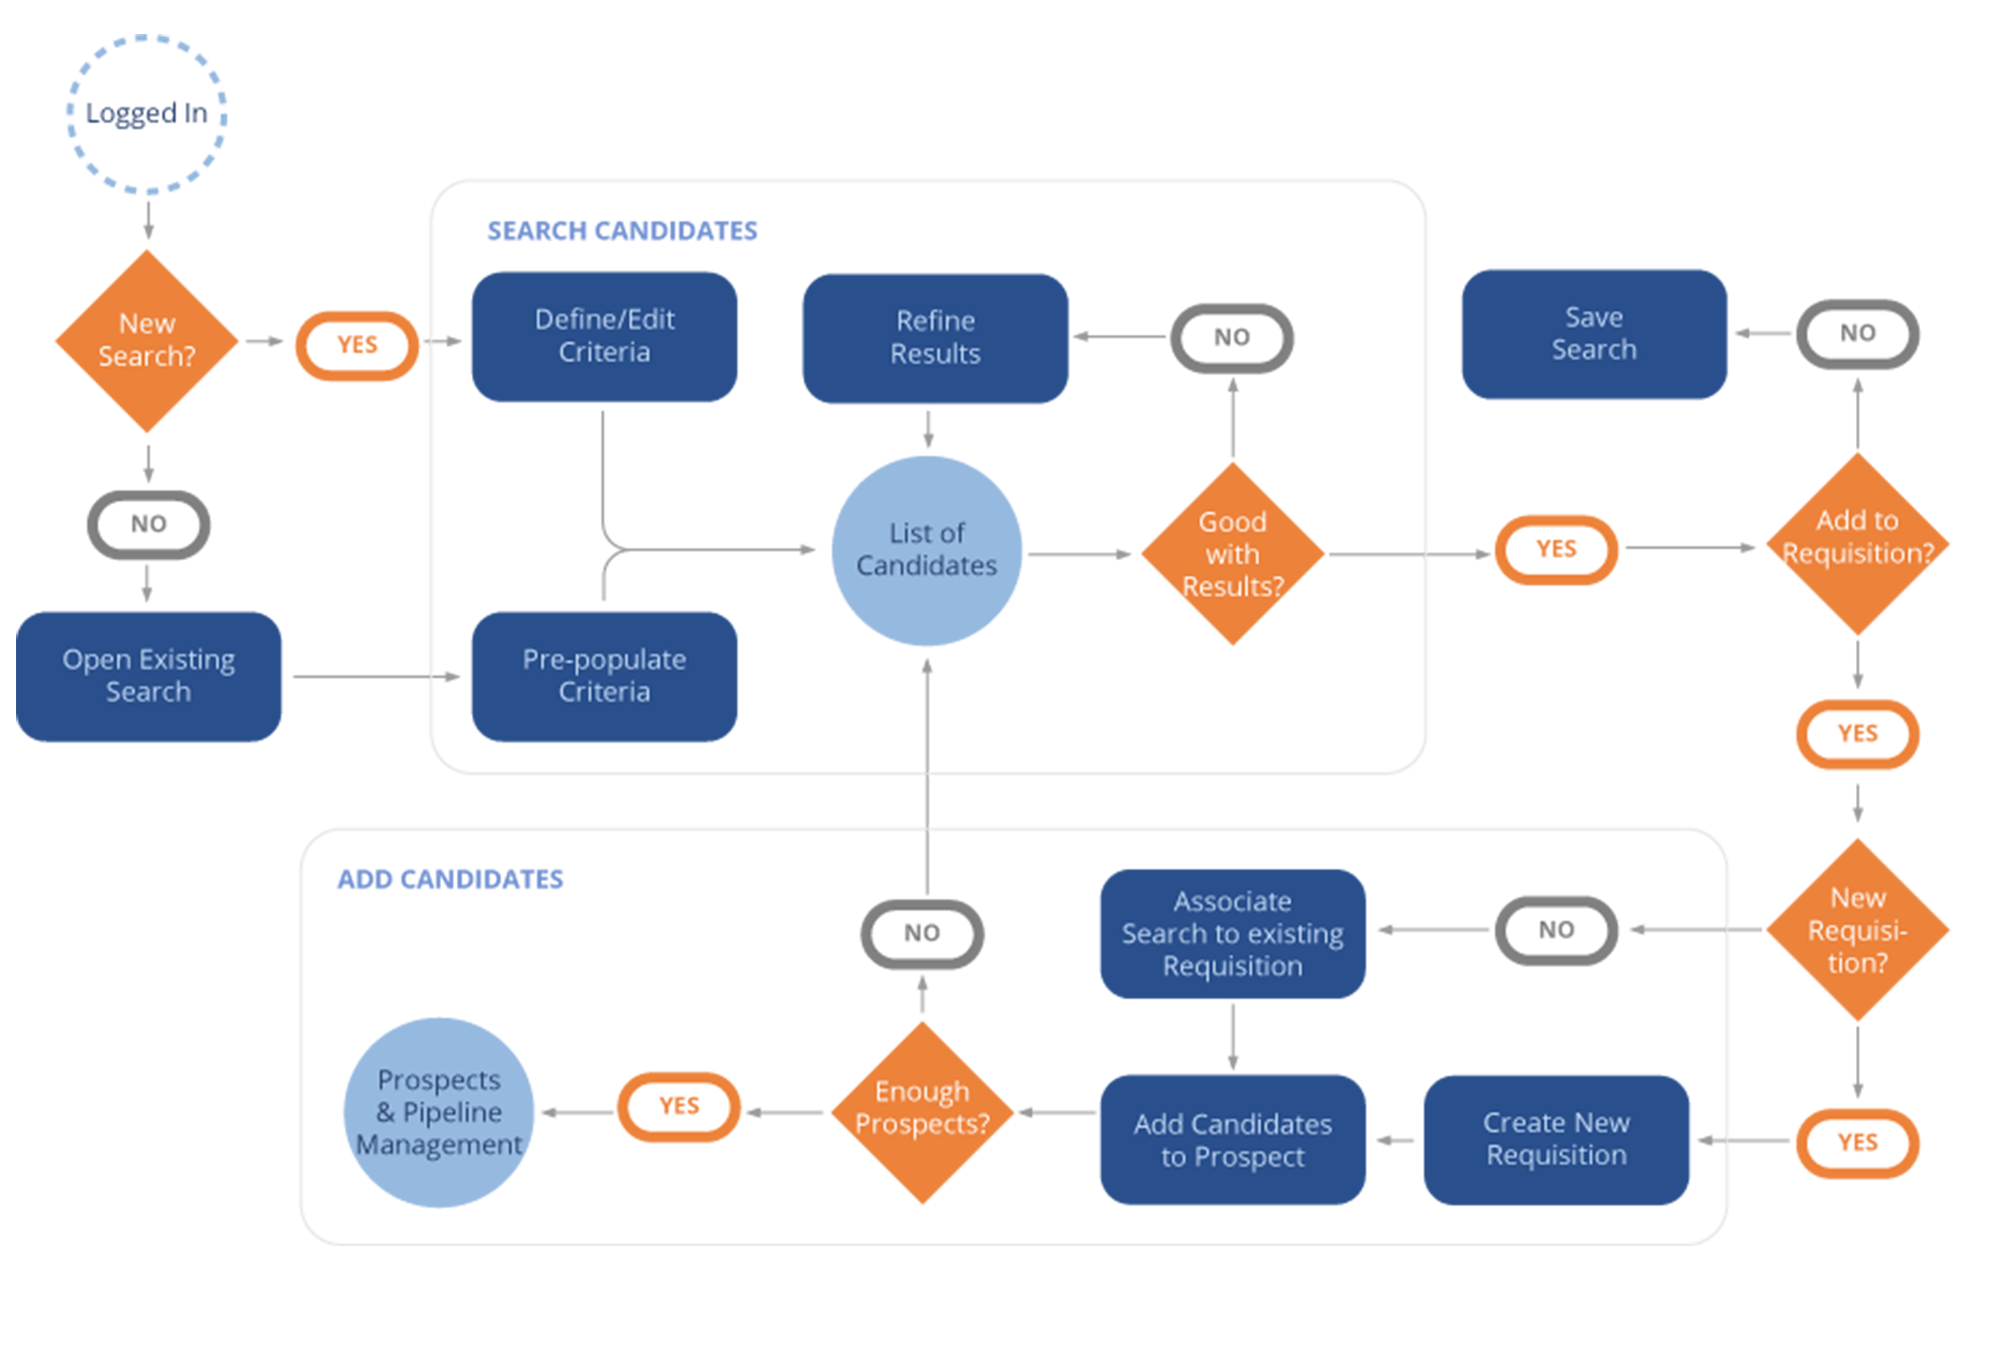 Logged In
SEARCH CANDIDATES
New
Search?
YES
Define/Edit
Criteria
Refine
Results
NO
Save
Search
NO
NO
List of
Candidates
Good
with
Results?
YES
Add to
Requisition?
Open Existing
Search
Pre-populate
Criteria
YES
ADD CANDIDATES
NO
Associate
Search to existing
Requisition
NO
New
Requisi-
tion?
Prospects
& Pipeline
Management
YES
Enough
Prospects?
Add Candidates
to Prospect
Create New
Requisition
YES